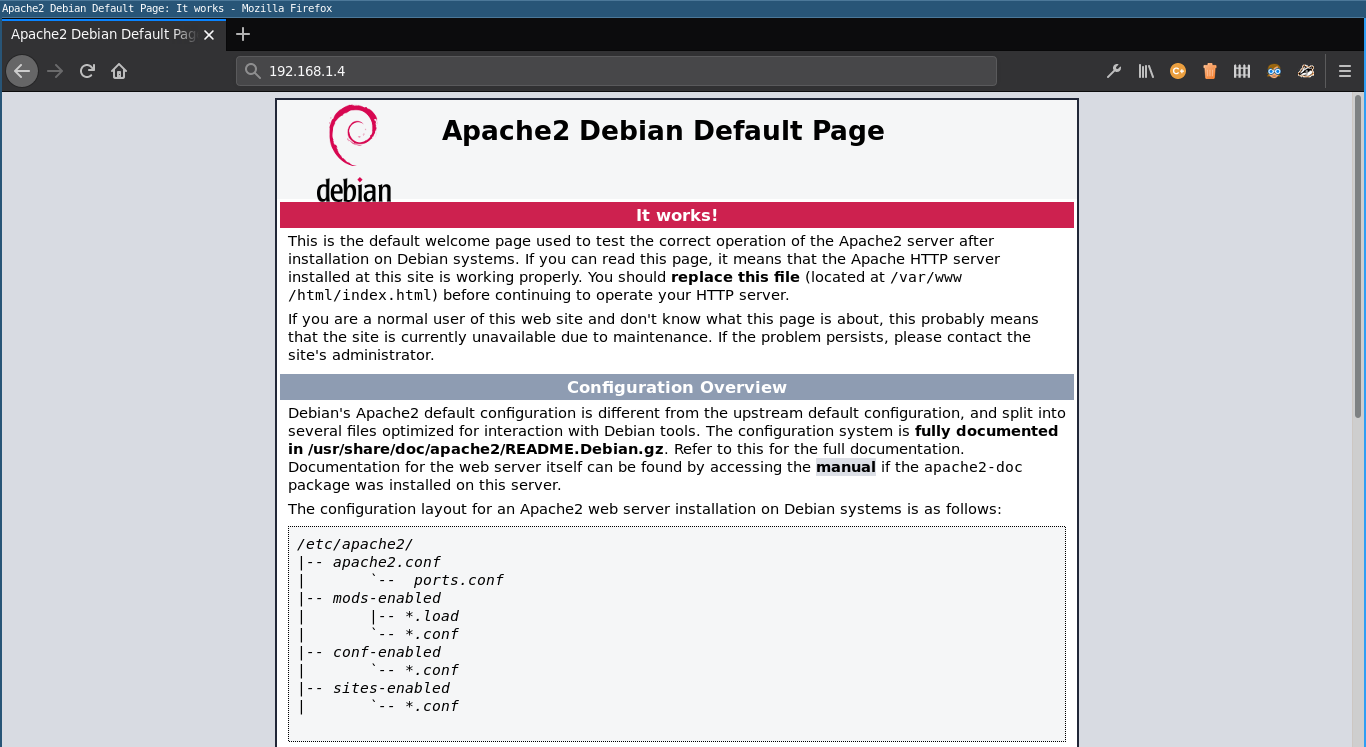 Apache2 Debian Default Page: It works - Mozilla Firefox
Apache2 Debian Default Pag
192.168.1.4
debian
Apache2 Debian Default Page
It works!
This is the default welcome page used to test the correct operation of the Apache2 server after
installation on Debian systems. If you can read this page, it means that the Apache HTTP server
installed at this site is working properly. You should replace this file (located at /var/www
/html/index.html) before continuing to operate your HTTP server.
If you are a normal user of this web site and don't know what this page is about, this probably means
that the site is currently unavailable due to maintenance. If the problem persists, please contact the
site's administrator.
Configuration Overview
Debian's Apache2 default configuration is different from the upstream default configuration, and split into
several files optimized for interaction with Debian tools. The configuration system is fully documented
in /usr/share/doc/apache2/README.Debian.gz. Refer to this for the full documentation.
Documentation for the web server itself can be found by accessing the manual if the apache2-doc
package was installed on this server.
The configuration layout for an Apache2 web server installation on Debian systems is as follows:
/etc/apache2/
|-- apache2.conf
|       `--  ports.conf
|-- mods-enabled
|       |-- *.load
|       `-- *.conf
|-- conf-enabled
|       `-- *.conf
|-- sites-enabled
|       `-- *.conf